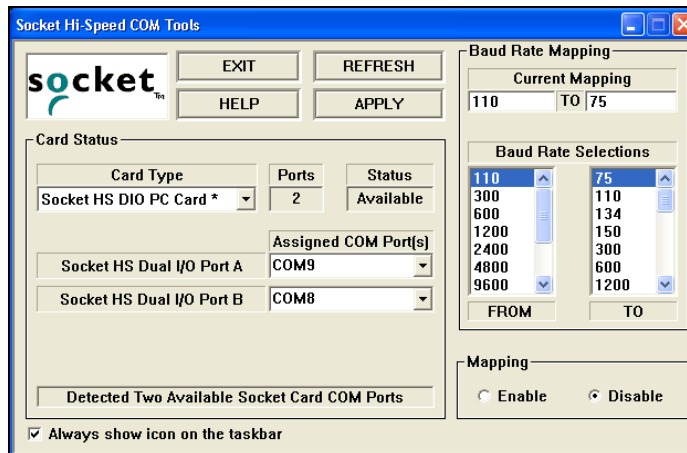 Socket Hi-Speed COM Tools
socket
EXIT
REFRESH
HELP
APPLY
Card Status
Card Type
Ports
Status
Socket HS DIO PC Card *
2
Available
Assigned COM Port(s)
Socket HS Dual I/O Port A
COM9
Socket HS Dual I/O Port B
COM8
Detected Two Available Socket Card COM Ports
Always show icon on the taskbar
Baud Rate Mapping
Current Mapping
110 TO 75
Baud Rate Selections
110 75
300 110
600 134
1200 150
2400 300
4800 600
9600 1200
FROM TO
Mapping
Enable Disable